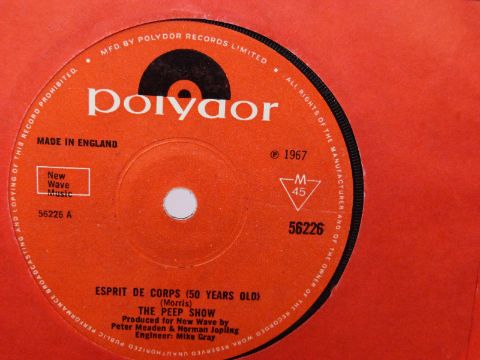 MFD BY POLYDOR RECORDS LIMITED
ALL RIGHTS OF THE MANUFACTURER AND OF THE OWNER OF THE RECORDED WORK RESERVED
UNAUTHORISED PUBLIC PERFORMANCE BROADCASTING AND COPYING OF THIS RECORD PROHIBITED.
polydor
MADE IN ENGLAND
℗ 1967
New
Wave
Music
M
45
56226 A
56226
ESPRIT DE CORPS (50 YEARS OLD)
(Morris)
THE PEEP SHOW
Produced for New Wave by
Peter Meaden & Norman Jopling
Engineer: Mike Gray